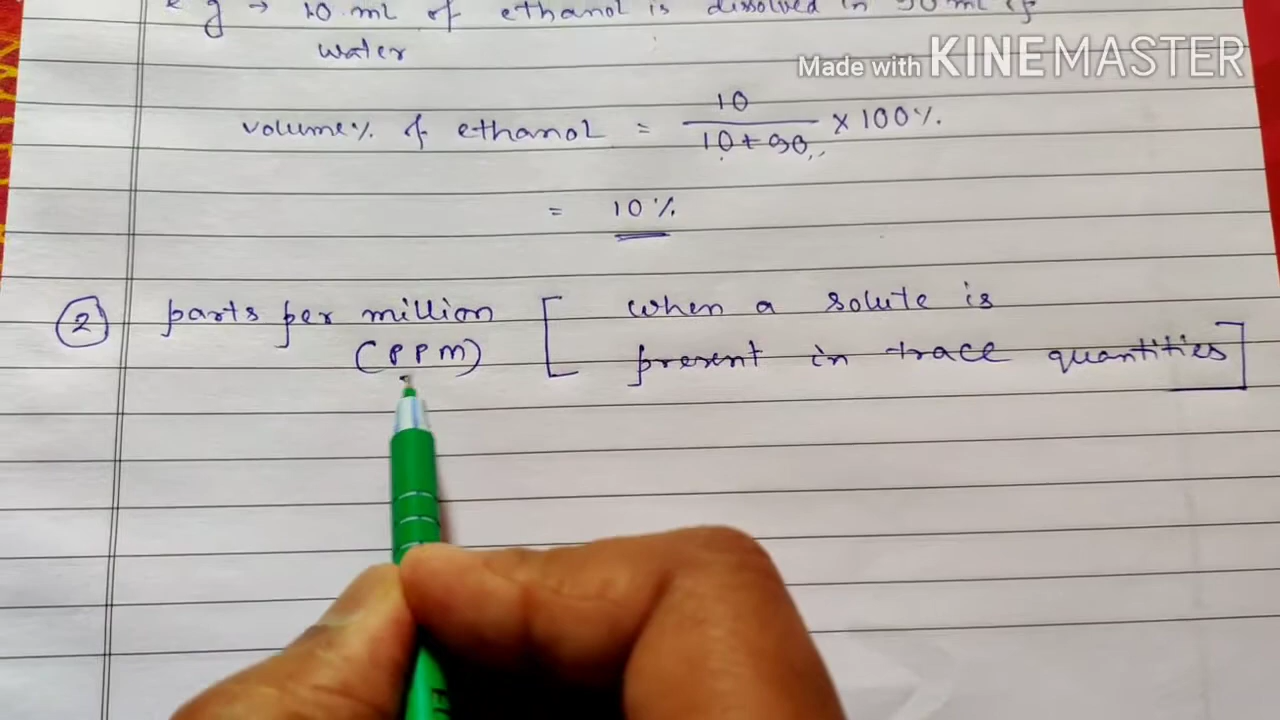 10 ml of ethanol is dissolved in 90 ml of
water
Made with KINEMASTER
volume% of ethanol = 10 / 10+90 × 100%.
= 10%
② parts per million [ when a solute is
(PPM) present in trace quantities ]